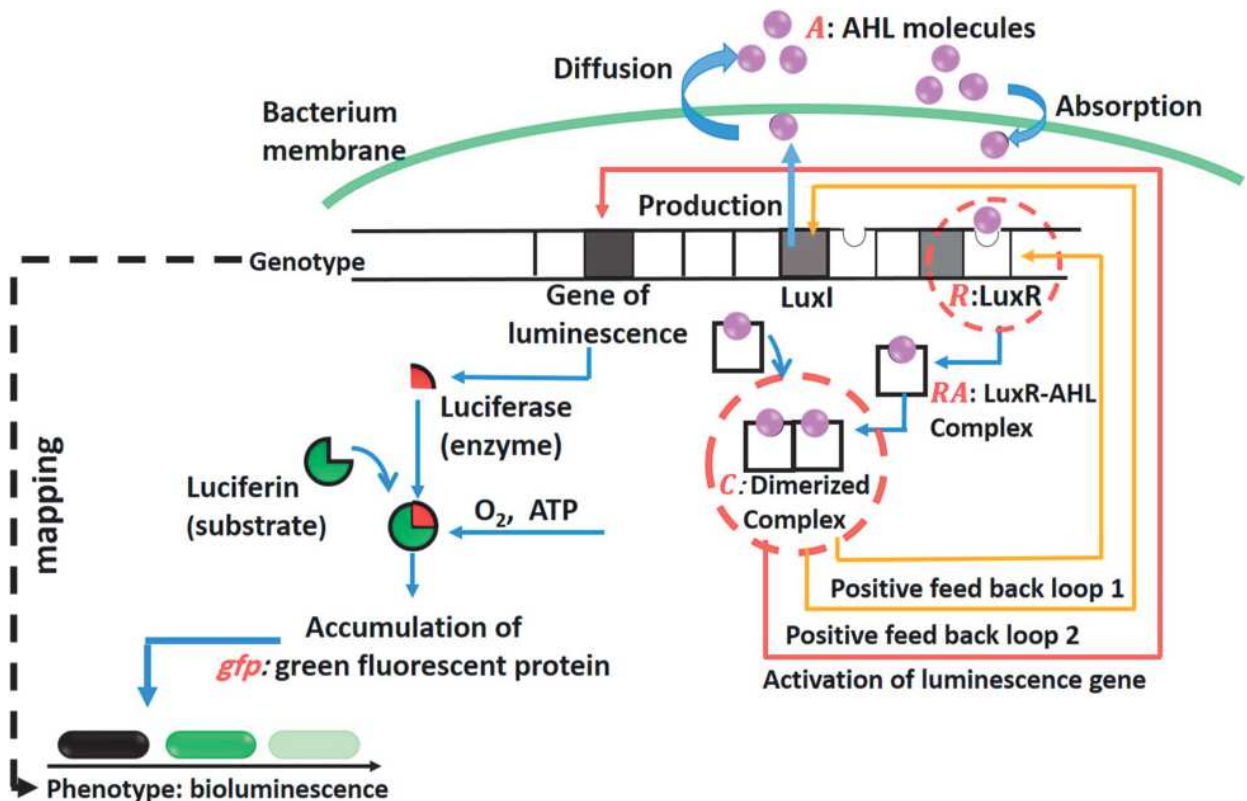 A: AHL molecules
Diffusion
Absorption
Bacterium
membrane
Production
Genotype
Gene of
luminescence
LuxI
R:LuxR
Luciferase
(enzyme)
RA: LuxR-AHL
Complex
Luciferin
(substrate)
O₂, ATP
C: Dimerized
Complex
mapping
Positive feed back loop 1
Positive feed back loop 2
Activation of luminescence gene
Accumulation of
gfp: green fluorescent protein
Phenotype: bioluminescence